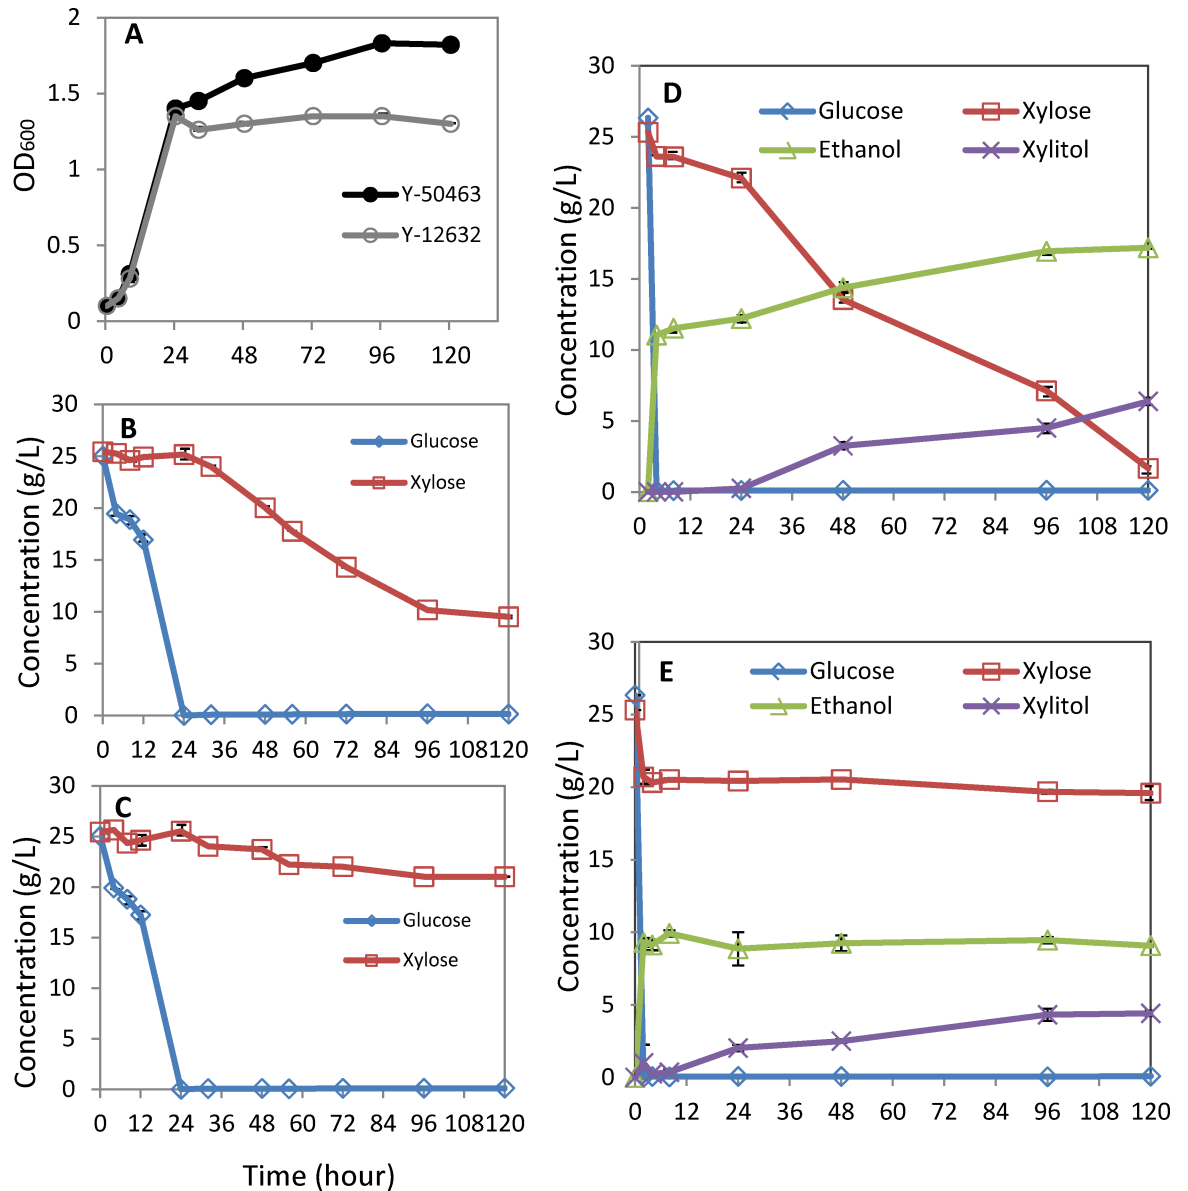 A
2
1.5
1
0.5
0
OD600
Y-50463
Y-12632
0 24 48 72 96 120
B
30
25
20
15
10
5
0
Concentration (g/L)
Glucose
Xylose
0 12 24 36 48 60 72 84 96 108 120
C
30
25
20
15
10
5
0
Concentration (g/L)
Glucose
Xylose
0 12 24 36 48 60 72 84 96 108 120
Time (hour)
D
30
25
20
15
10
5
0
Concentration (g/L)
Glucose Xylose
Ethanol Xylitol
0 12 24 36 48 60 72 84 96 108 120
E
30
25
20
15
10
5
0
Concentration (g/L)
Glucose Xylose
Ethanol Xylitol
0 12 24 36 48 60 72 84 96 108 120